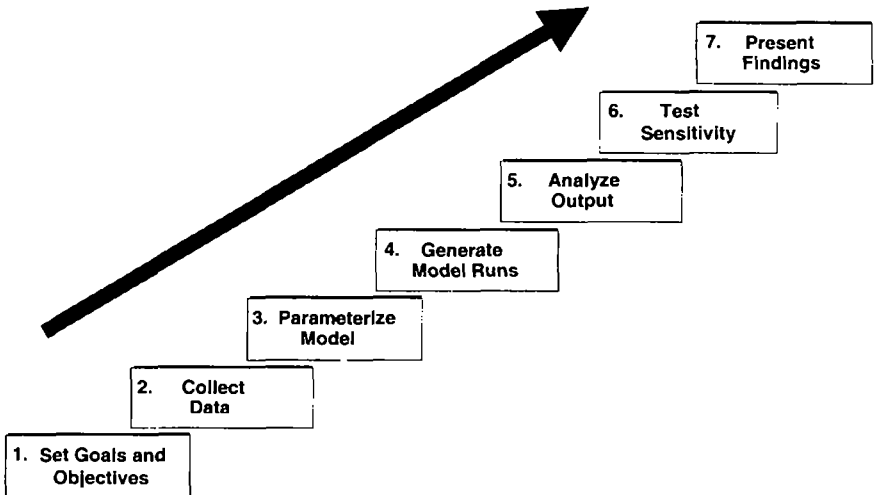 7. Present
Findings
6. Test
Sensitivity
5. Analyze
Output
4. Generate
Model Runs
3. Parameterize
Model
2. Collect
Data
1. Set Goals and
Objectives